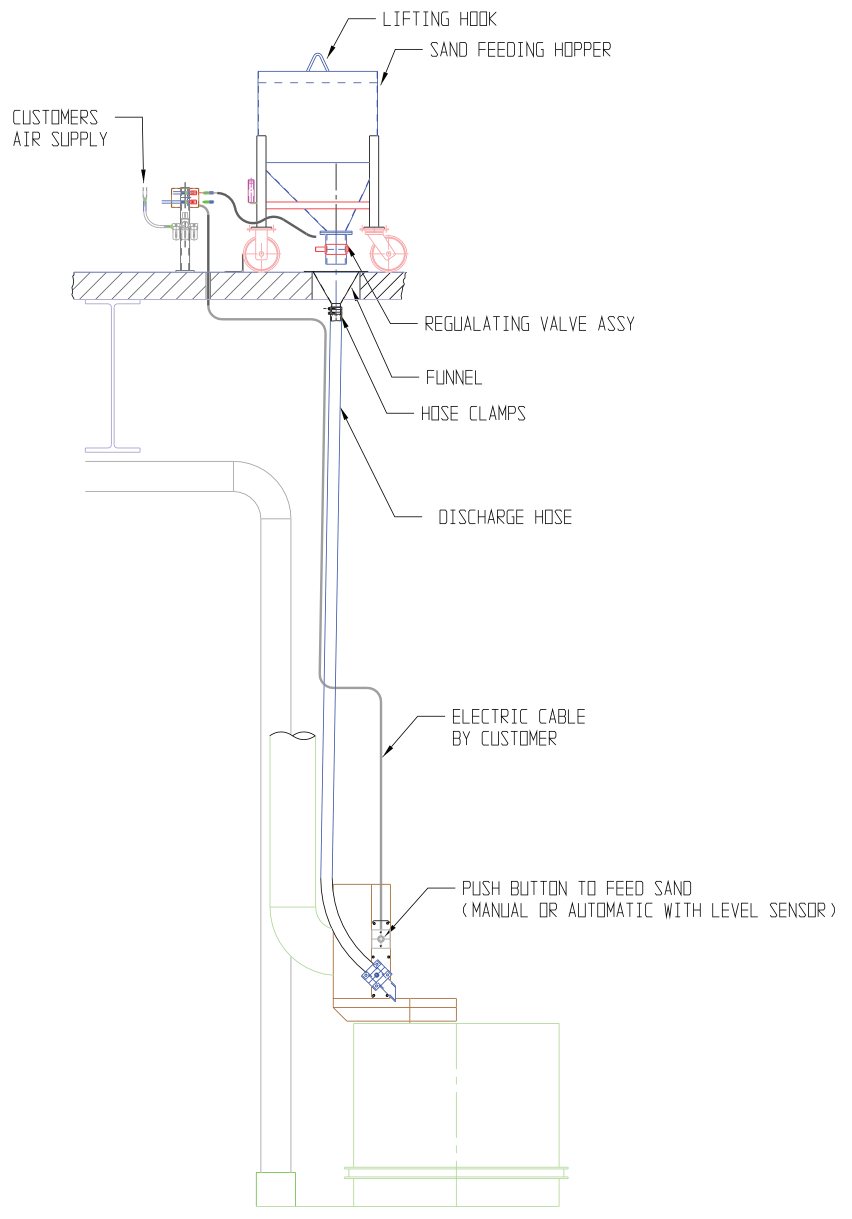 LIFTING HOOK
SAND FEEDING HOPPER
CUSTOMERS
AIR SUPPLY
REGUALATING VALVE ASSY
FUNNEL
HOSE CLAMPS
DISCHARGE HOSE
ELECTRIC CABLE
BY CUSTOMER
PUSH BUTTON TO FEED SAND
(MANUAL OR AUTOMATIC WITH LEVEL SENSOR)